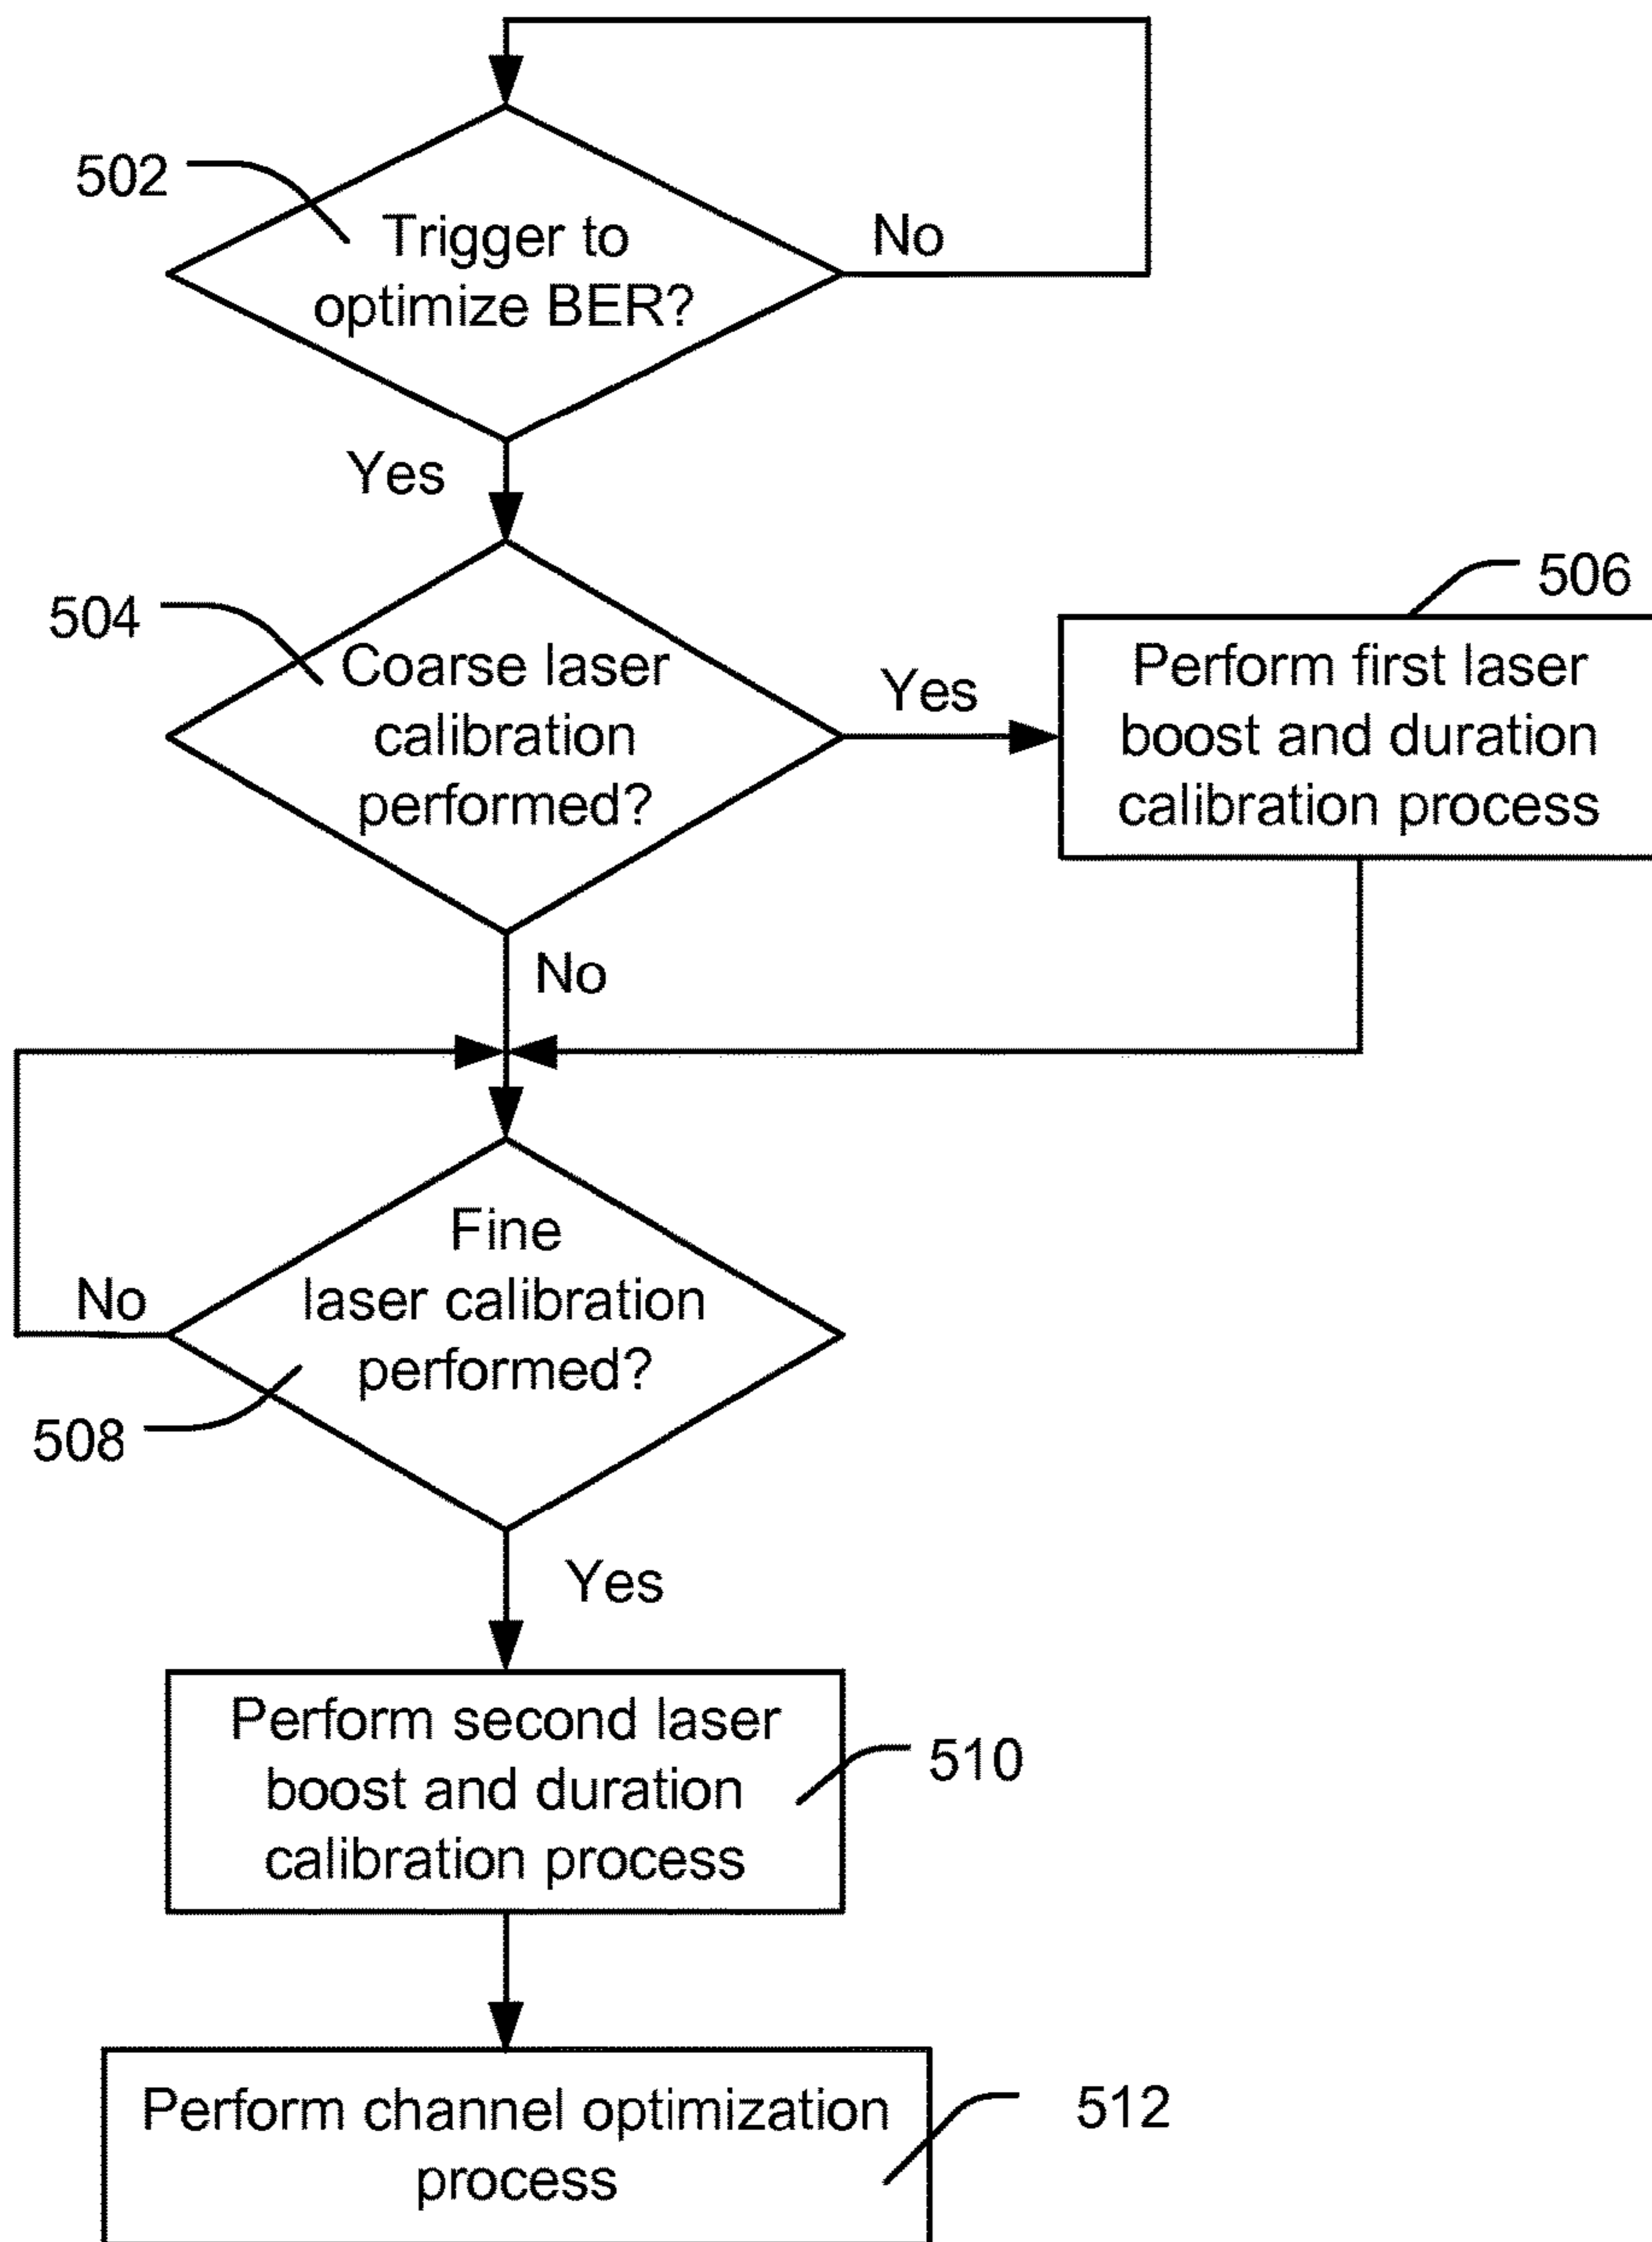 502
Trigger to
optimize BER?
No
Yes
504
Coarse laser
calibration
performed?
Yes
506
Perform first laser
boost and duration
calibration process
No
Fine
laser calibration
performed?
No
508
Yes
Perform second laser
boost and duration
calibration process
510
Perform channel optimization
process
512